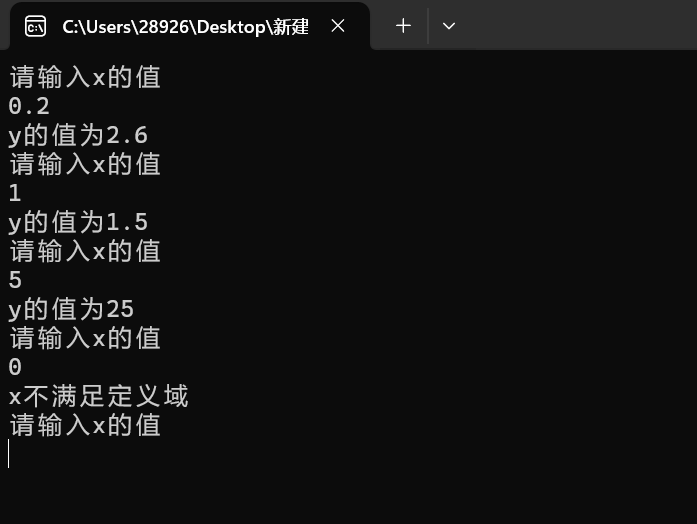 C:\Users\28926\Desktop\新建
请输入x的值
0.2
y的值为2.6
请输入x的值
1
y的值为1.5
请输入x的值
5
y的值为25
请输入x的值
0
x不满足定义域
请输入x的值